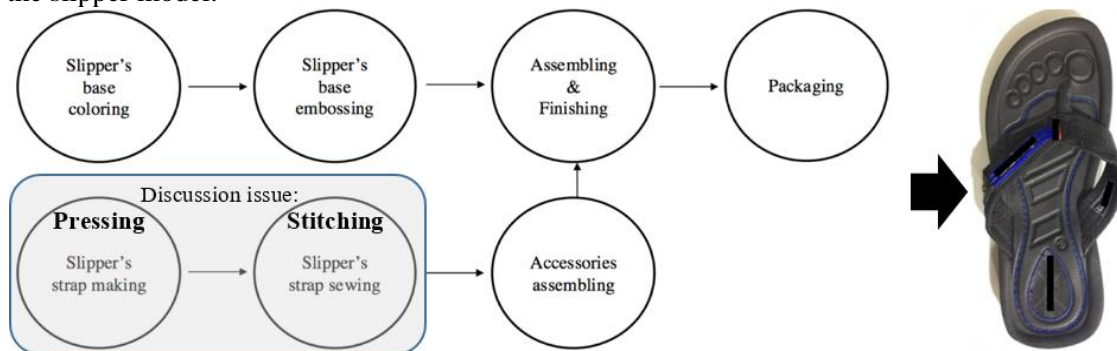 the slipper model.
Slipper's
base
coloring
Slipper's
base
embossing
Assembling
&
Finishing
Packaging
Discussion issue:
Pressing
Slipper's
strap making
Stitching
Slipper's
strap sewing
Accessories
assembling